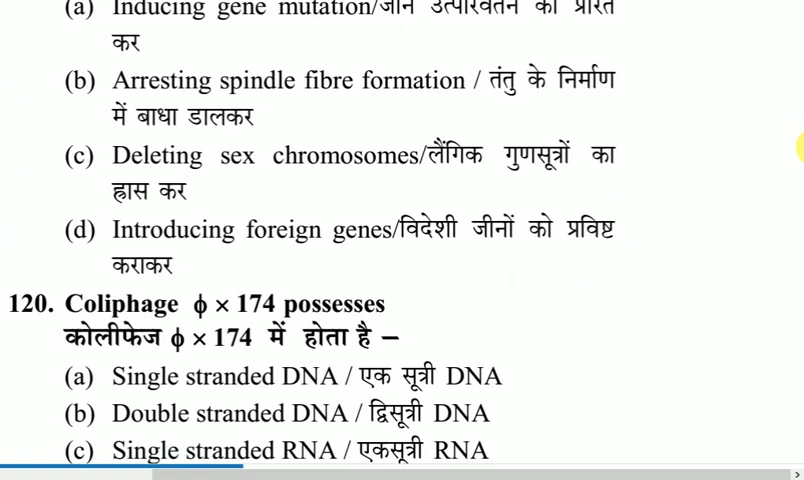 (a) Inducing gene mutation/जीन उत्परिवर्तन को प्रेरित
कर
(b) Arresting spindle fibre formation / तंतु के निर्माण
में बाधा डालकर
(c) Deleting sex chromosomes/लैंगिक गुणसूत्रों का
ह्रास कर
(d) Introducing foreign genes/विदेशी जीनों को प्रविष्ट
कराकर
120. Coliphage ϕ × 174 possesses
कोलीफेज ϕ × 174 में होता है –
(a) Single stranded DNA / एक सूत्री DNA
(b) Double stranded DNA / द्विसूत्री DNA
(c) Single stranded RNA / एकसूत्री RNA